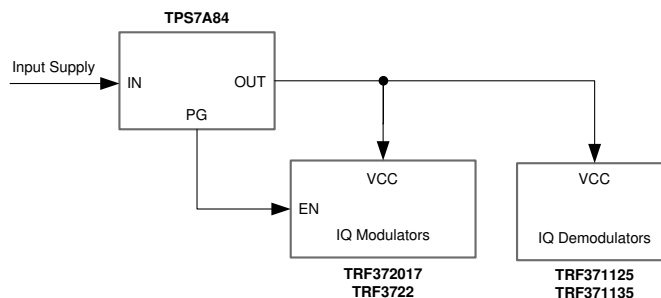 TPS7A84
Input Supply
IN
OUT
PG
VCC
EN
IQ Modulators
TRF372017
TRF3722
VCC
IQ Demodulators
TRF371125
TRF371135